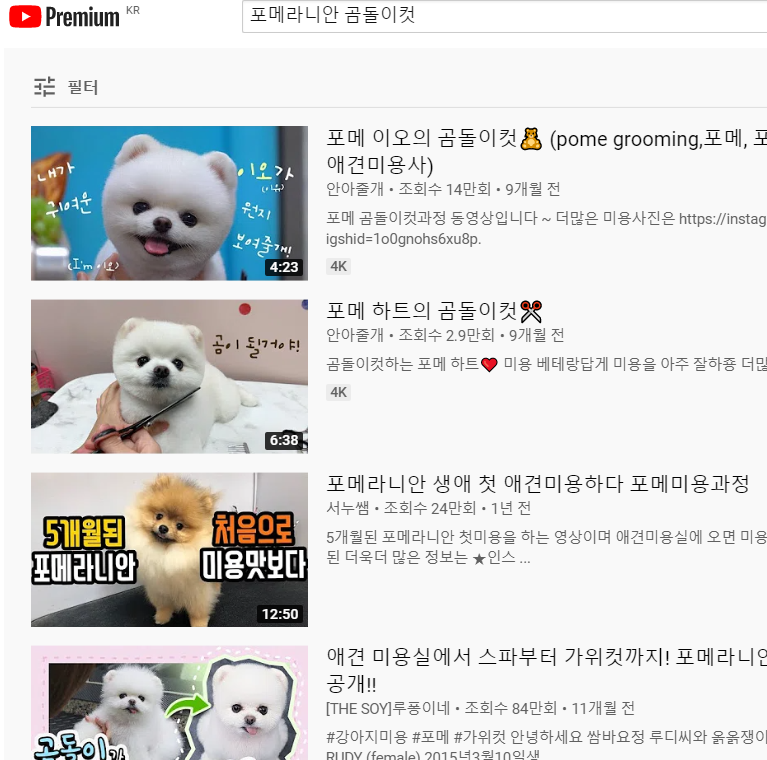 Premium KR
포메라니안 곰돌이컷
필터
내가
귀여운
(I'm 이오)
이오가
원지
보여줄게!
4:23
포메 이오의 곰돌이컷🧸 (pome grooming,포메, 포
애견미용사)
안아줄개 • 조회수 14만회 • 9개월 전
포메 곰돌이컷과정 동영상입니다 ~ 더많은 미용사진은 https://instag
igshid=1o0gnohs6xu8p.
4K
곰이 될거야!
6:38
포메 하트의 곰돌이컷✂
안아줄개 • 조회수 2.9만회 • 9개월 전
곰돌이컷하는 포메 하트❤ 미용 베테랑답게 미용을 아주 잘하죵 더많
4K
5개월된
포메라니안
처음으로
미용맛보다
12:50
포메라니안 생애 첫 애견미용하다 포메미용과정
서누쌤 • 조회수 24만회 • 1년 전
5개월된 포메라니안 첫미용을 하는 영상이며 애견미용실에 오면 미용
된 더욱더 많은 정보는 ★인스 ...
곰돌이
애견 미용실에서 스파부터 가위컷까지! 포메라니안
공개!!
[THE SOY]루퐁이네 • 조회수 84만회 • 11개월 전
#강아지미용 #포메 #가위컷 안녕하세요 쌈바요정 루디씨와 욹욹쟁이
RUDY (female) 2015년3월10일생